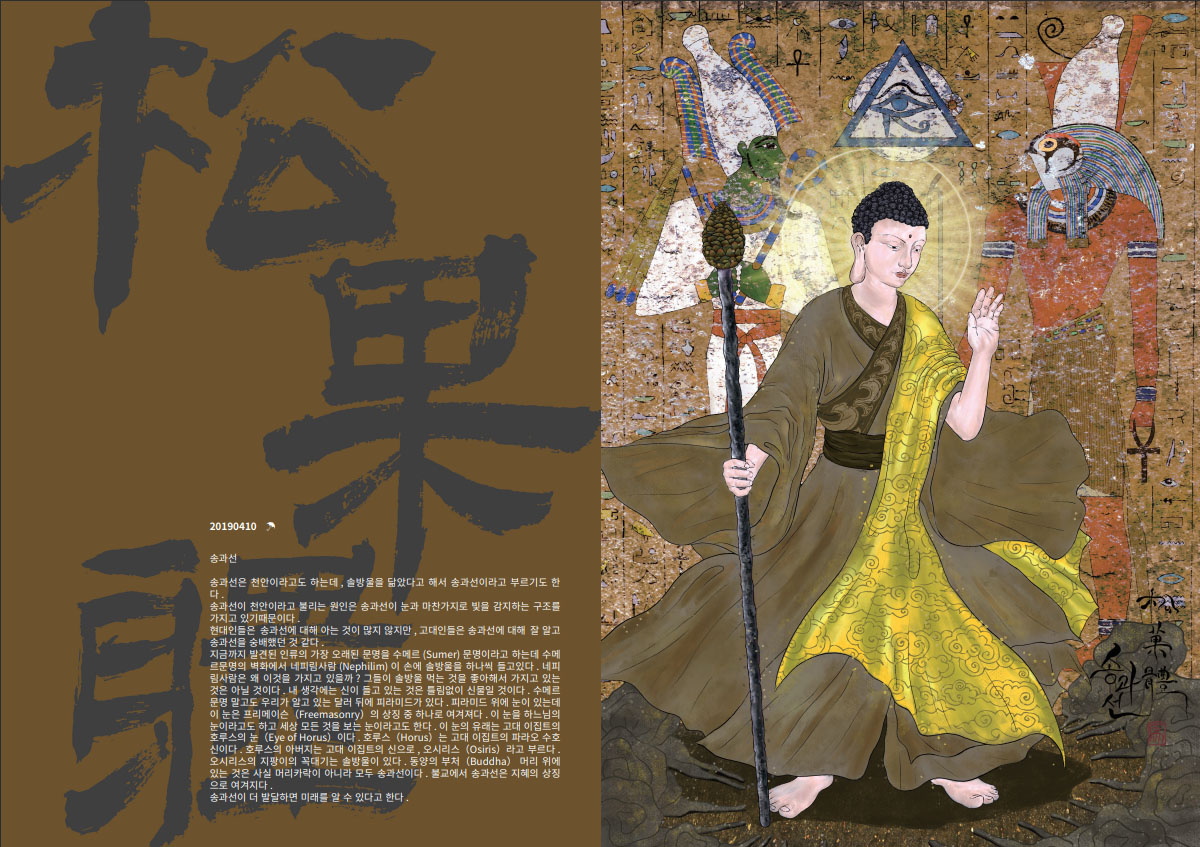 松
果
體
20190410
송과선
송과선은 천안이라고도 하는데 , 솔방울을 닮았다고 해서 송과선이라고 부르기도 한
다 .
송과선이 천안이라고 불리는 원인은 송과선이 눈과 마찬가지로 빛을 감지하는 구조를
가지고 있기때문이다 .
현대인들은 송과선에 대해 아는 것이 많지 않지만 , 고대인들은 송과선에 대해 잘 알고
송과선을 숭배했던 것 같다 .
지금까지 발견된 인류의 가장 오래된 문명을 수메르 (Sumer) 문명이라고 하는데 수메
르문명의 벽화에서 네피림사람 (Nephilim) 이 손에 솔방울을 하나씩 들고있다 . 네피
림사람은 왜 이것을 가지고 있을까 ? 그들이 솔방울 먹는 것을 좋아해서 가지고 있는
것은 아닐 것이다 . 내 생각에는 신이 들고 있는 것은 틀림없이 신물일 것이다 . 수메르
문명 말고도 우리가 알고 있는 달러 뒤에 피라미드가 있다 . 피라미드 위에 눈이 있는데
이 눈은 프리메이슨（Freemasonry）의 상징 중 하나로 여겨지다 . 이 눈을 하느님의
눈이라고도 하고 세상 모든 것을 보는 눈이라고도 한다 . 이 눈의 유래는 고대 이집트의
호루스의 눈（Eye of Horus）이다 . 호루스（Horus）는 고대 이집트의 파라오 수호
신이다 . 호루스의 아버지는 고대 이집트의 신으로 , 오시리스（Osiris）라고 부르다 .
오시리스의 지팡이의 꼭대기는 솔방울이 있다 . 동양의 부처（Buddha）머리 위에
있는 것은 사실 머리카락이 아니라 모두 송과선이다 . 불교에서 송과선은 지혜의 상징
으로 여겨지다 .
송과선이 더 발달하면 미래를 알 수 있다고 한다 .
松
菓
體
송과선